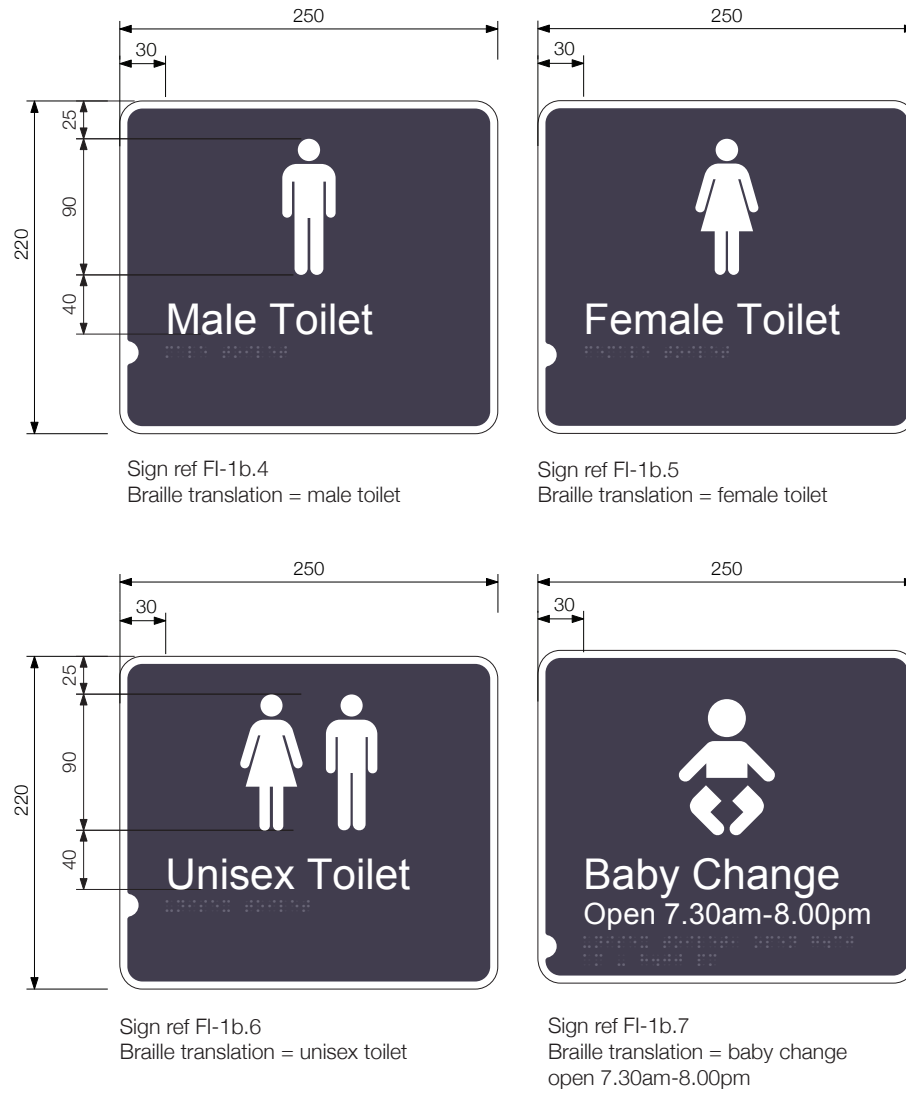 250
250
30
30
25
90
220
40
Male Toilet
Female Toilet
Sign ref FI-1b.4
Braille translation = male toilet
Sign ref FI-1b.5
Braille translation = female toilet
250
250
30
30
25
90
220
40
Unisex Toilet
Baby Change
Open 7.30am-8.00pm
Sign ref FI-1b.6
Braille translation = unisex toilet
Sign ref FI-1b.7
Braille translation = baby change
open 7.30am-8.00pm